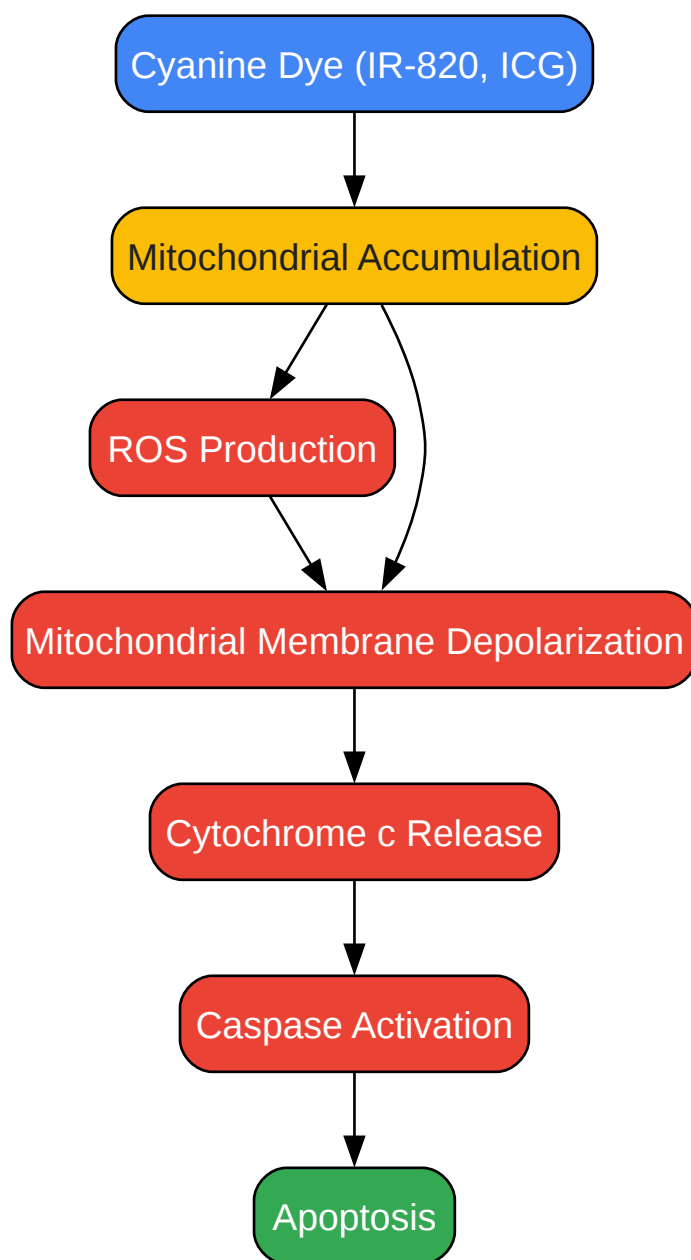 Cyanine Dye (IR-820, ICG)
Mitochondrial Accumulation
ROS Production
Mitochondrial Membrane Depolarization
Cytochrome c Release
Caspase Activation
Apoptosis